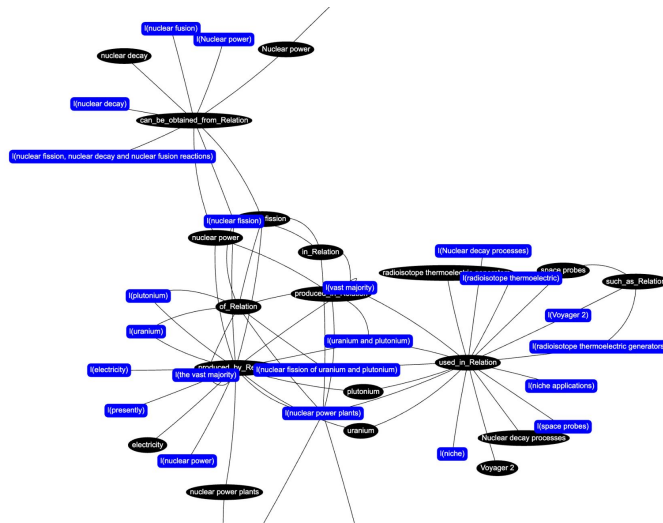 I(nuclear fusion)
I(Nuclear power)
nuclear decay
Nuclear power
I(nuclear decay)
can_be_obtained_from_Relation
I(nuclear fission, nuclear decay and nuclear fusion reactions)
I(nuclear fission)
fission
nuclear power
in_Relation
I(Nuclear decay processes)
radioisotope thermoelectric
I(radioisotope thermoelectric)
space probes
such_as_Relation
I(vast majority)
I(plutonium)
of_Relation
I(Voyager 2)
I(uranium)
I(uranium and plutonium)
I(radioisotope thermoelectric generators)
used_in_Relation
I(electricity)
I(the vast majority)
I(nuclear fission of uranium and plutonium)
I(niche applications)
plutonium
I(presently)
I(nuclear power plants)
I(space probes)
uranium
Nuclear decay processes
electricity
I(niche)
I(nuclear power)
Voyager 2
nuclear power plants